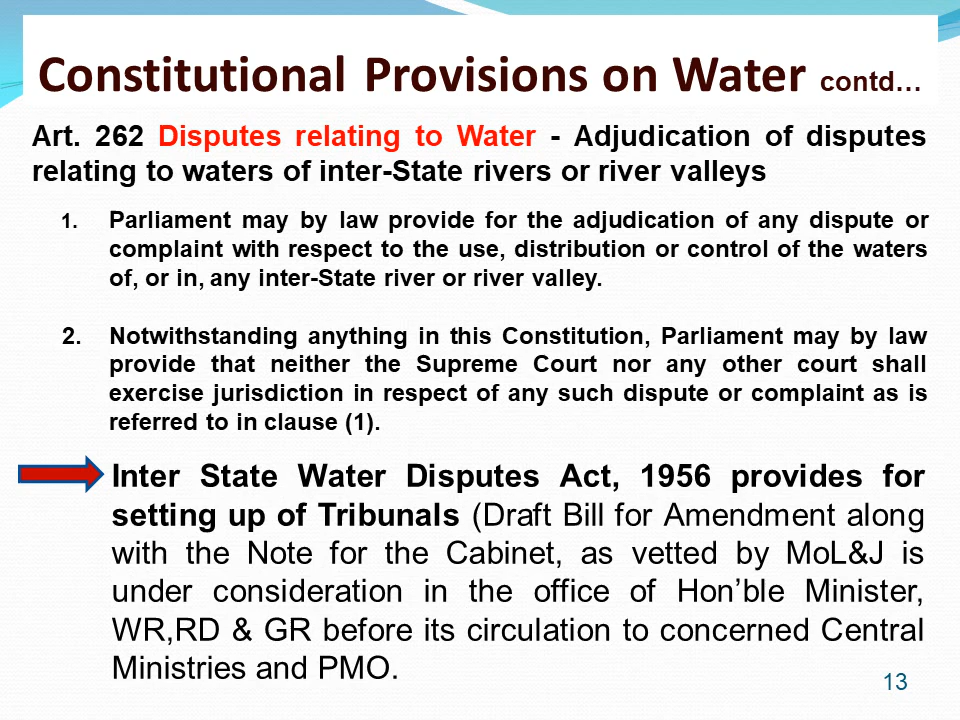 Constitutional Provisions on Water contd...
Art. 262 Disputes relating to Water - Adjudication of disputes
relating to waters of inter-State rivers or river valleys
1. Parliament may by law provide for the adjudication of any dispute or
complaint with respect to the use, distribution or control of the waters
of, or in, any inter-State river or river valley.
2. Notwithstanding anything in this Constitution, Parliament may by law
provide that neither the Supreme Court nor any other court shall
exercise jurisdiction in respect of any such dispute or complaint as is
referred to in clause (1).
Inter State Water Disputes Act, 1956 provides for
setting up of Tribunals (Draft Bill for Amendment along
with the Note for the Cabinet, as vetted by MoL&J is
under consideration in the office of Hon’ble Minister,
WR,RD & GR before its circulation to concerned Central
Ministries and PMO.
13